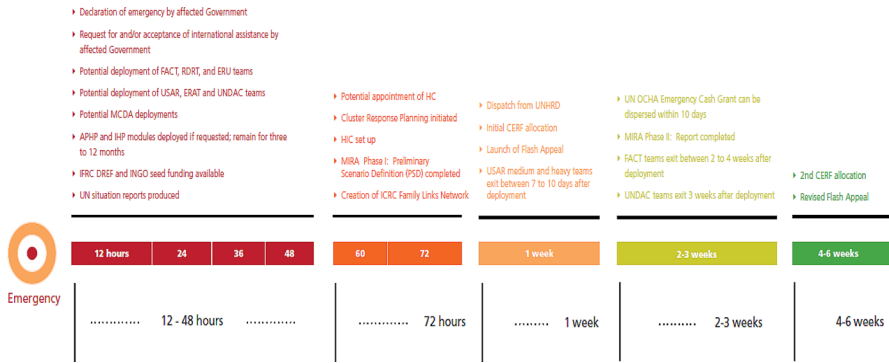 Declaration of emergency by affected Government
Request for and/or acceptance of international assistance by
affected Government
Potential deployment of FACT, RDRT, and ERU teams
Potential deployment of USAR, ERAT and UNDAC teams
Potential MCDA deployments
APHP and IHP modules deployed if requested; remain for three
to 12 months
IFRC DREF and INGO seed funding available
UN situation reports produced
Potential appointment of HC
Cluster Response Planning initiated
HIC set up
MIRA Phase I: Preliminary
Scenario Definition (PSD) completed
Creation of ICRC Family Links Network
Dispatch from UNHRD
Initial CERF allocation
Launch of Flash Appeal
USAR medium and heavy teams
exit between 7 to 10 days after
deployment
UN OCHA Emergency Cash Grant can be
dispersed within 10 days
MIRA Phase II: Report completed
FACT teams exit between 2 to 4 weeks after
deployment
UNDAC teams exit 3 weeks after deployment
2nd CERF allocation
Revised Flash Appeal
Emergency
12 hours 24 36 48 60 72 1 week 2-3 weeks 4-6 weeks
............. 12 - 48 hours .............
............. 72 hours
......... 1 week
.......... 2-3 weeks
4-6 weeks